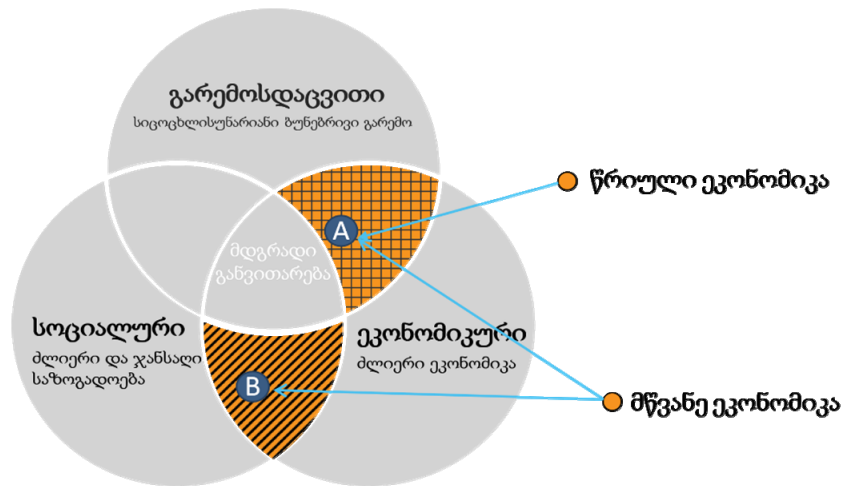 გარემოსდაცვითი
სიცოცხლისუნარიანი ბუნებრივი გარემო
წრიული ეკონომიკა
A
მდგრადი
განვითარება
სოციალური
ძლიერი და ჯანსაღი
საზოგადოება
ეკონომიკური
ძლიერი ეკონომიკა
B
მწვანე ეკონომიკა